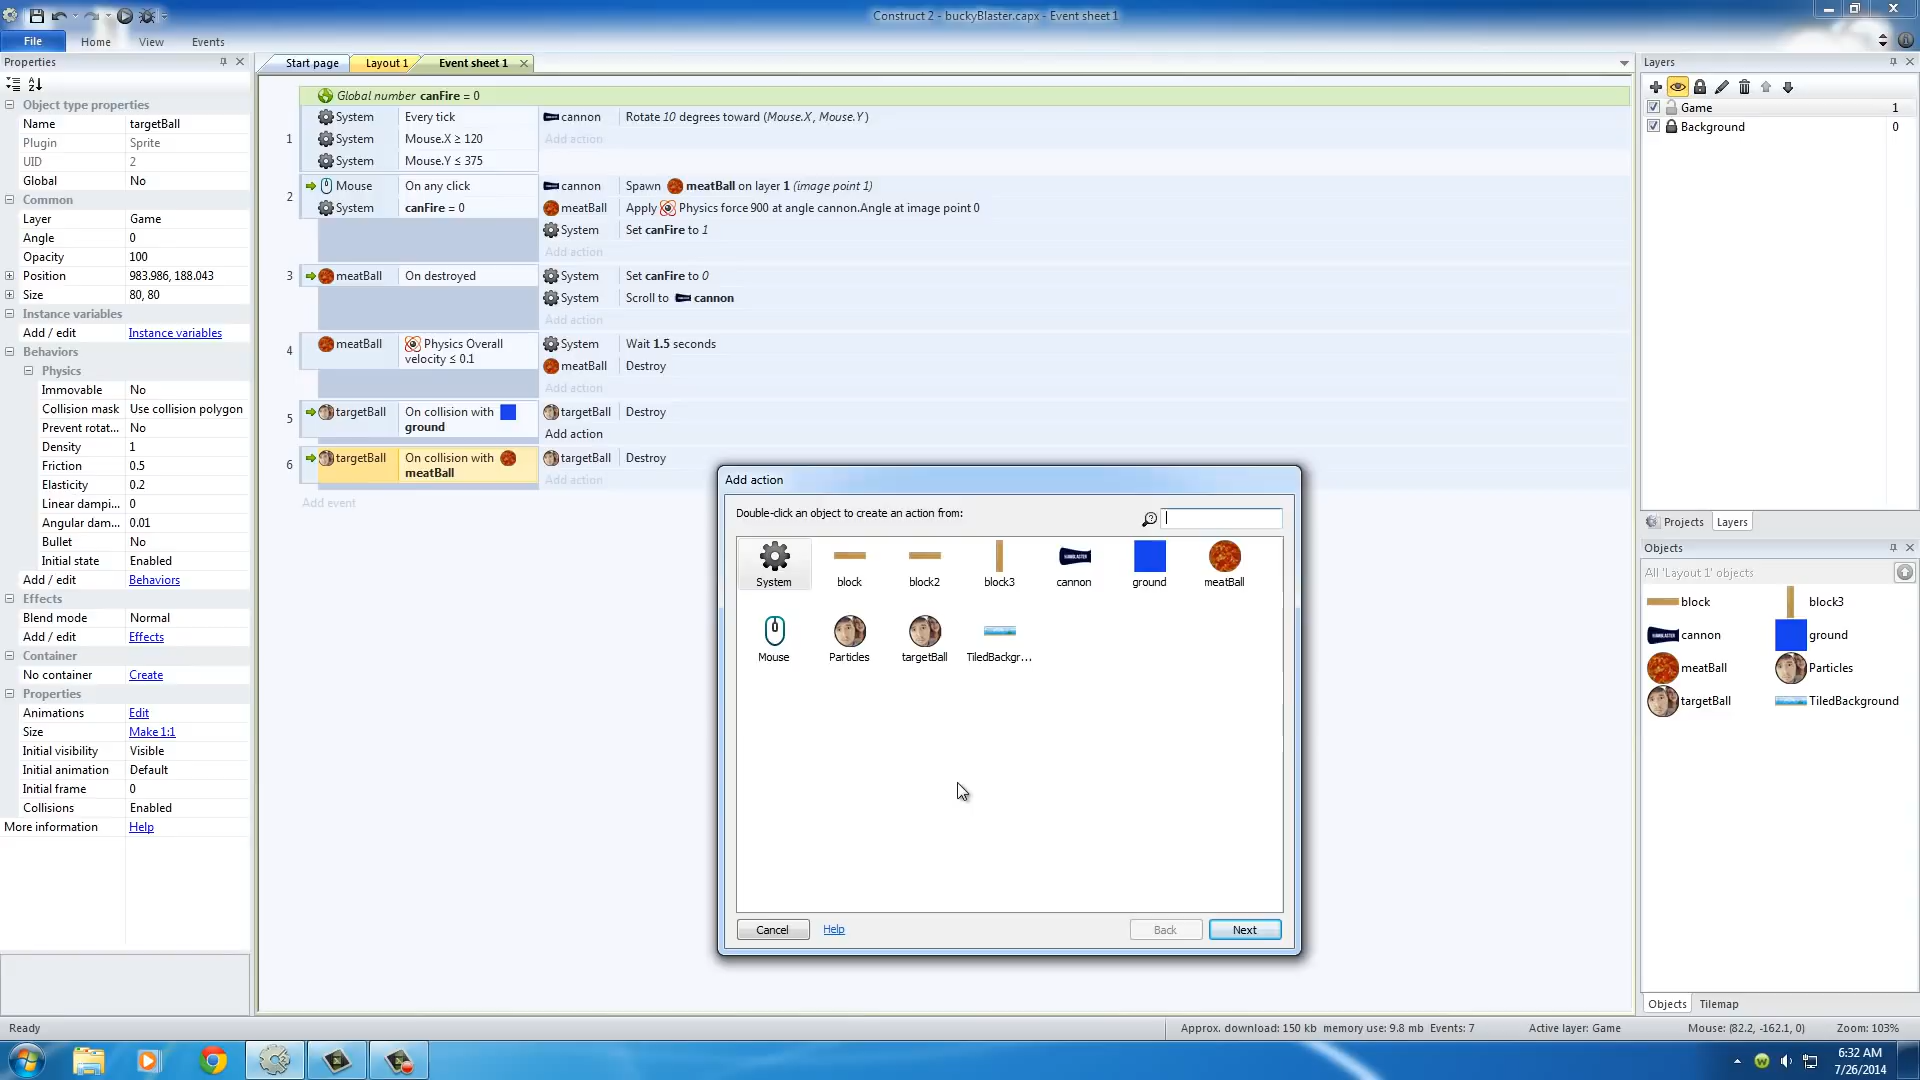 Construct 2 - buckyBlaster.capx - Event sheet 1
File Home View Events
Properties
Object type properties
Name targetBall
Plugin Sprite
UID 2
Global No
Common
Layer Game
Angle 0
Opacity 100
Position 983.986, 188.043
Size 80, 80
Instance variables
Add / edit Instance variables
Behaviors
Physics
Immovable No
Collision mask Use collision polygon
Prevent rotat... No
Density 1
Friction 0.5
Elasticity 0.2
Linear dampi... 0
Angular dam... 0.01
Bullet No
Initial state Enabled
Add / edit Behaviors
Effects
Blend mode Normal
Add / edit Effects
Container
No container Create
Properties
Animations Edit
Size Make 1:1
Initial visibility Visible
Initial animation Default
Initial frame 0
Collisions Enabled
More information Help
Start page Layout 1 Event sheet 1
Global number canFire = 0
1
System Every tick cannon Rotate 10 degrees toward (Mouse.X, Mouse.Y)
System Mouse.X ≥ 120 Add action
System Mouse.Y ≤ 375
2
Mouse On any click cannon Spawn meatBall on layer 1 (image point 1)
System canFire = 0 meatBall Apply Physics force 900 at angle cannon.Angle at image point 0
System Set canFire to 1
Add action
3
meatBall On destroyed System Set canFire to 0
System Scroll to cannon
Add action
4
meatBall Physics Overall velocity ≤ 0.1 System Wait 1.5 seconds
meatBall Destroy
Add action
5
targetBall On collision with ground targetBall Destroy
Add action
6
targetBall On collision with meatBall targetBall Destroy
Add action
Add event
Add action
Double-click an object to create an action from:
System block block2 block3 cannon ground meatBall
Mouse Particles targetBall TiledBackgr...
Cancel Help Back Next
Layers
Game 1
Background 0
Projects Layers
Objects
All 'Layout 1' objects
block block3
cannon ground
meatBall Particles
targetBall TiledBackground
Objects Tilemap
Ready Approx. download: 150 kb memory use: 9.8 mb Events: 7 Active layer: Game Mouse: (82.2, -162.1, 0) Zoom: 103%
6:32 AM
7/26/2014